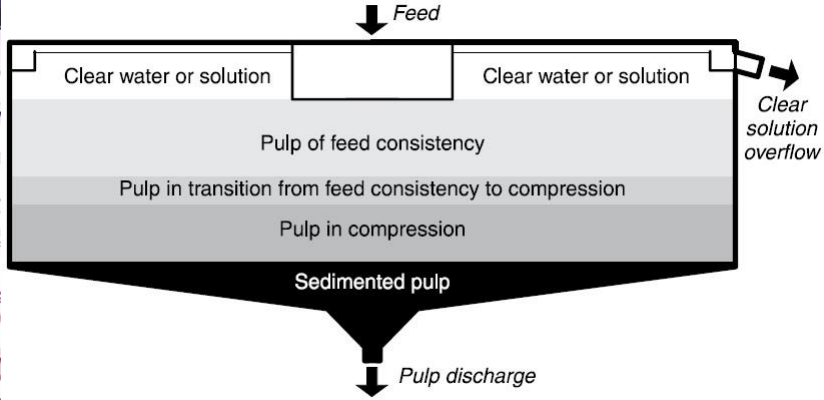 Feed
Clear water or solution
Clear water or solution
Clear
solution
overflow
Pulp of feed consistency
Pulp in transition from feed consistency to compression
Pulp in compression
Sedimented pulp
Pulp discharge